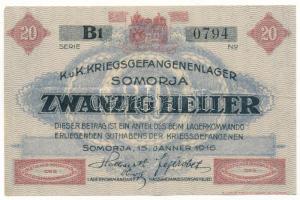 20 B1 0794 20
SERIE No
K.u.K. KRIEGSGEFANGENENLAGER
SOMORJA
ZWANZIG HELLER
DIESER BETRAG IST EIN ANTEIL DES BEIM LAGERKOMMANDO
ERLIEGENDEN GUTHABENS DER KRIEGSGEFANGENEN.
SOMORJA, 15. JÄNNER 1916
LAGERKOMMANDANT